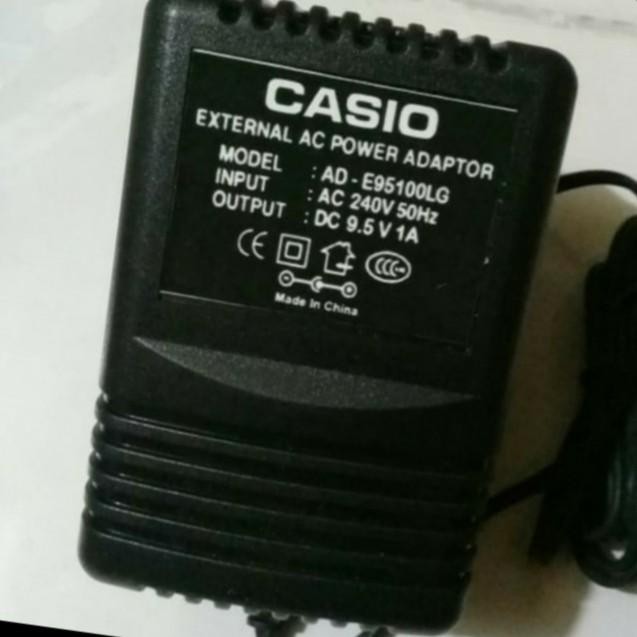 CASIO
EXTERNAL AC POWER ADAPTOR
MODEL : AD - E95100LG
INPUT : AC 240V 50Hz
OUTPUT : DC 9.5 V 1A
CE CCC
Made In China